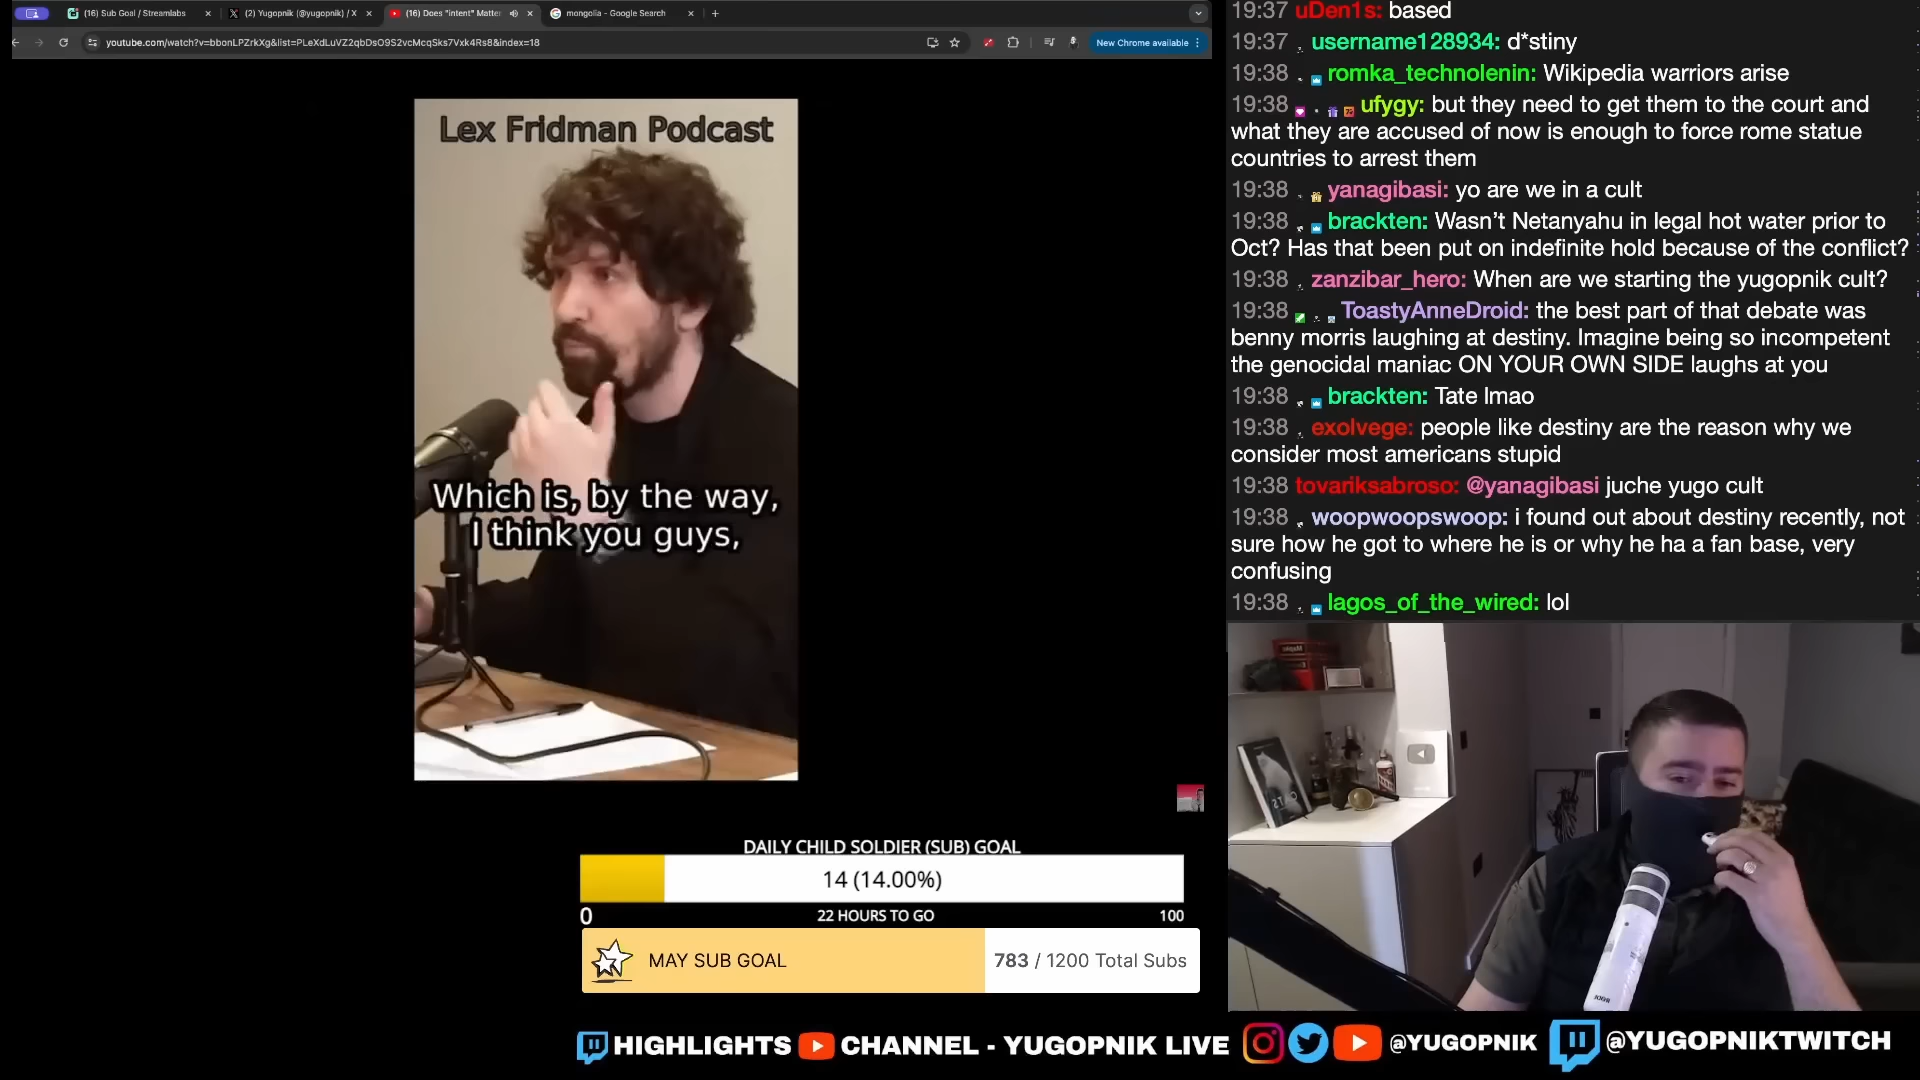 (16) Sub Goal / Streamlabs
(2) Yugopnik (@yugopnik) / X
(16) Does "intent" Matter
mongolia - Google Search
youtube.com/watch?v=bbonLPZrkXg&list=PLeXdLuVZ2qbDsO9S2vcMcqSks7Vxk4Rs8&index=18
New Chrome available
Lex Fridman Podcast
Which is, by the way,
I think you guys,
DAILY CHILD SOLDIER (SUB) GOAL
14 (14.00%)
0
22 HOURS TO GO
100
MAY SUB GOAL
783 / 1200 Total Subs
19:37 uDen1s: based
19:37 username128934: d*stiny
19:38 romka_technolenin: Wikipedia warriors arise
19:38 ufygy: but they need to get them to the court and
what they are accused of now is enough to force rome statue
countries to arrest them
19:38 yanagibasi: yo are we in a cult
19:38 brackten: Wasn't Netanyahu in legal hot water prior to
Oct? Has that been put on indefinite hold because of the conflict?
19:38 zanzibar_hero: When are we starting the yugopnik cult?
19:38 ToastyAnneDroid: the best part of that debate was
benny morris laughing at destiny. Imagine being so incompetent
the genocidal maniac ON YOUR OWN SIDE laughs at you
19:38 brackten: Tate lmao
19:38 exolvege: people like destiny are the reason why we
consider most americans stupid
19:38 tovariksabroso: @yanagibasi juche yugo cult
19:38 woopwoopswoop: i found out about destiny recently, not
sure how he got to where he is or why he ha a fan base, very
confusing
19:38 lagos_of_the_wired: lol
HIGHLIGHTS
CHANNEL - YUGOPNIK LIVE
@YUGOPNIK
@YUGOPNIKTWITCH